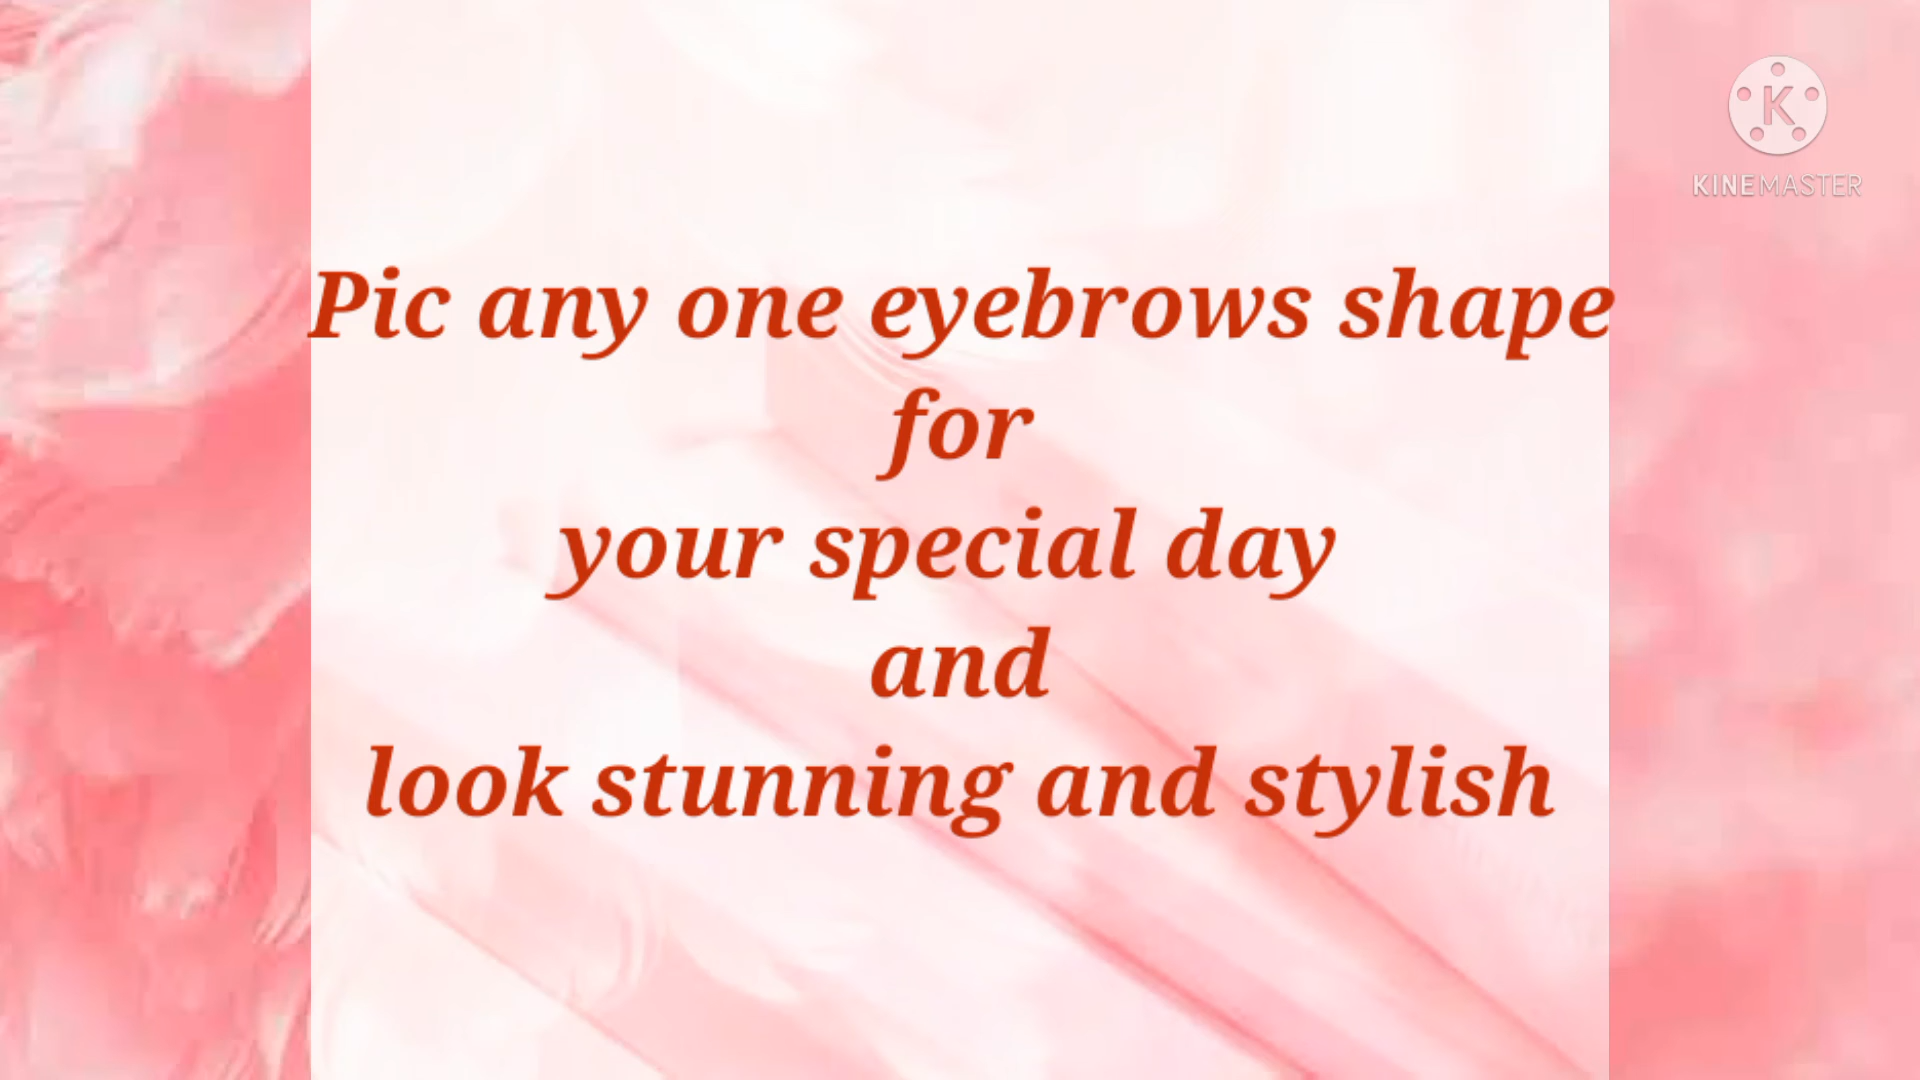 KINEMASTER
Pic any one eyebrows shape
for
your special day
and
look stunning and stylish